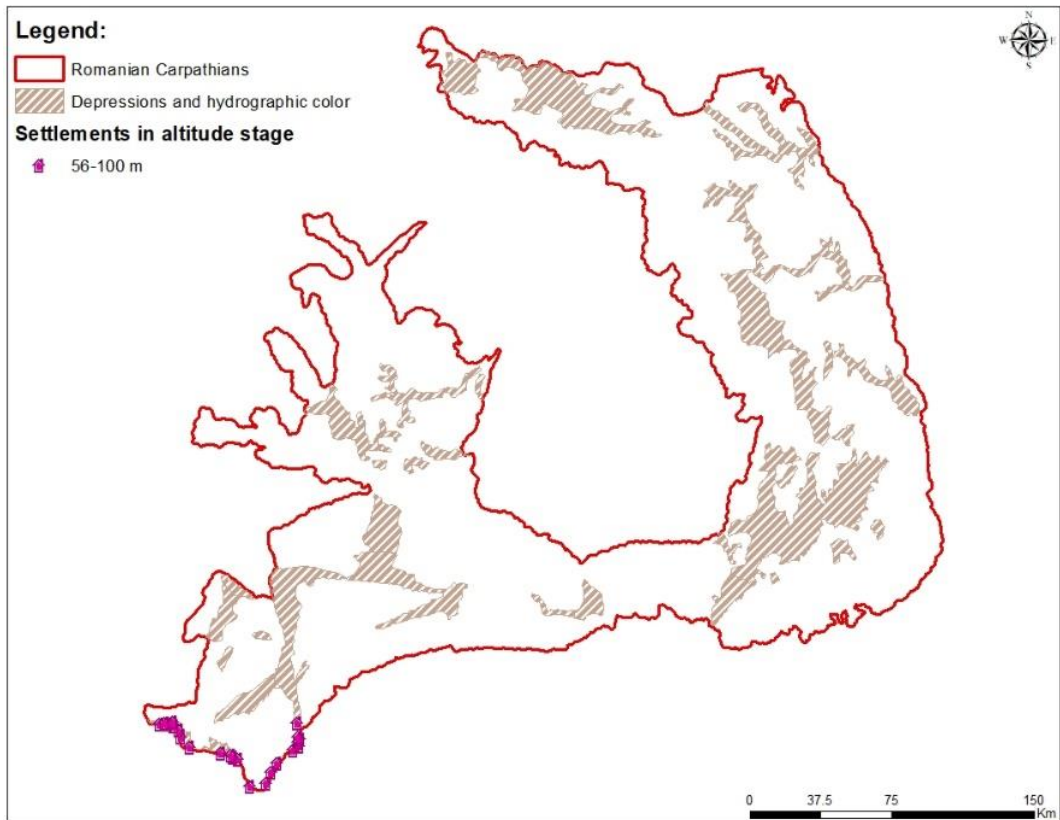 Legend:
Romanian Carpathians
Depressions and hydrographic color
Settlements in altitude stage
56-100 m
N
W E
S
0 37.5 75 150
Km